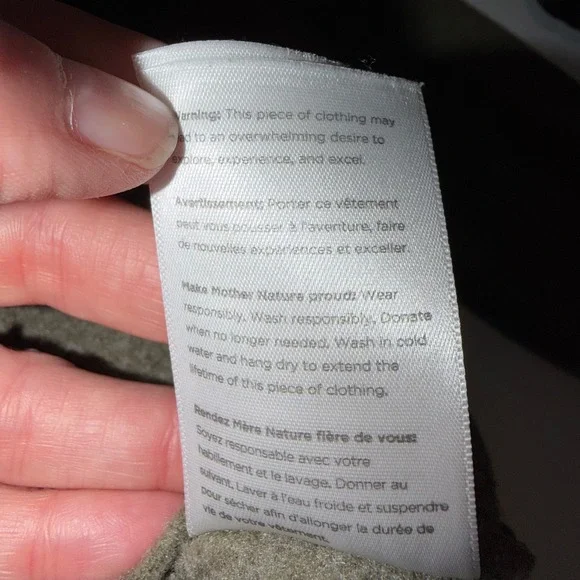 Warning: This piece of clothing may
lead to an overwhelming desire to
explore, experience, and excel.
Avertissement: Porter ce vêtement
peut vous pousser à l'aventure, faire
de nouvelles expériences et exceller.
Make Mother Nature proud: Wear
responsibly. Wash responsibly. Donate
when no longer needed. Wash in cold
water and hang dry to extend the
lifetime of this piece of clothing.
Rendez Mère Nature fière de vous:
Soyez responsable avec votre
habillement et le lavage. Donner au
suivant. Laver à l'eau froide et suspendre
pour sécher afin d'allonger la durée de
vie de votre vêtement.